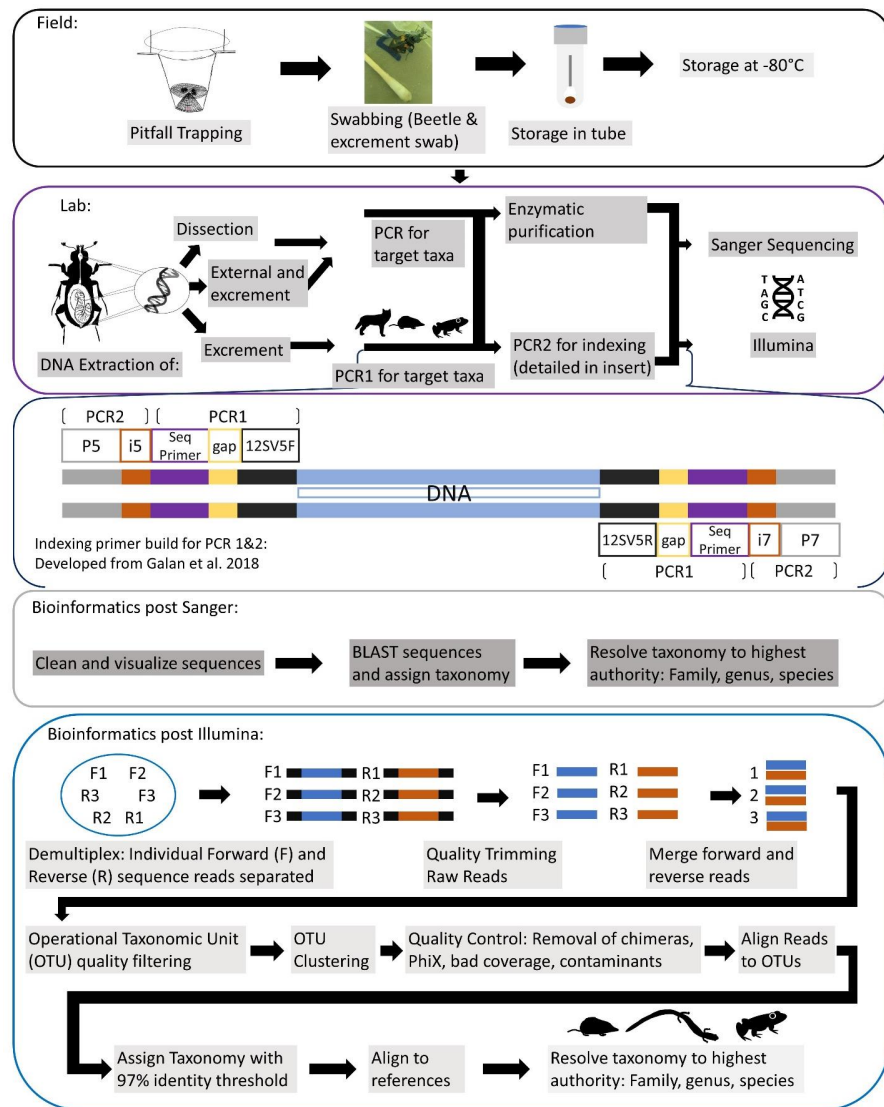 Field:
Pitfall Trapping
Swabbing (Beetle &
excrement swab)
Storage in tube
Storage at -80°C
Lab:
Dissection
External and
excrement
Excrement
DNA Extraction of:
PCR for
target taxa
PCR1 for target taxa
Enzymatic
purification
PCR2 for indexing
(detailed in insert)
Sanger Sequencing
T A
A T
G C
C G
Illumina
PCR2 PCR1
P5 i5 Seq Primer gap 12SV5F
DNA
12SV5R gap Seq Primer i7 P7
PCR1 PCR2
Indexing primer build for PCR 1&2:
Developed from Galan et al. 2018
Bioinformatics post Sanger:
Clean and visualize sequences
BLAST sequences
and assign taxonomy
Resolve taxonomy to highest
authority: Family, genus, species
Bioinformatics post Illumina:
F1 F2
R3 F3
R2 R1
F1 R1
F2 R2
F3 R3
F1 R1
F2 R2
F3 R3
1
2
3
Demultiplex: Individual Forward (F) and
Reverse (R) sequence reads separated
Quality Trimming
Raw Reads
Merge forward and
reverse reads
Operational Taxonomic Unit
(OTU) quality filtering
OTU
Clustering
Quality Control: Removal of chimeras,
PhiX, bad coverage, contaminants
Align Reads
to OTUs
Assign Taxonomy with
97% identity threshold
Align to
references
Resolve taxonomy to highest
authority: Family, genus, species